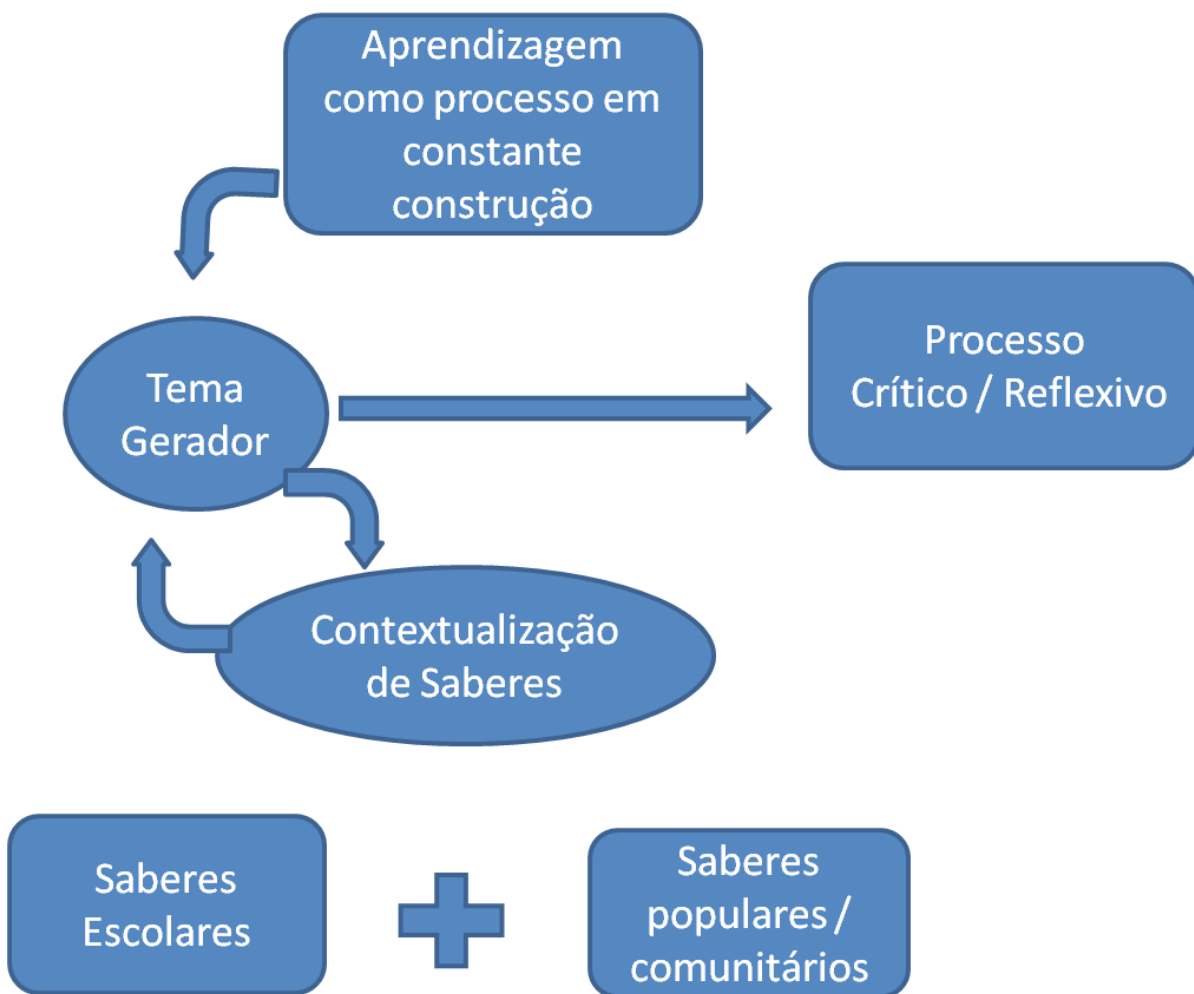 Aprendizagem
como processo em
constante
construção
Tema
Gerador
Processo
Crítico / Reflexivo
Contextualização
de Saberes
Saberes
Escolares
Saberes
populares /
comunitários